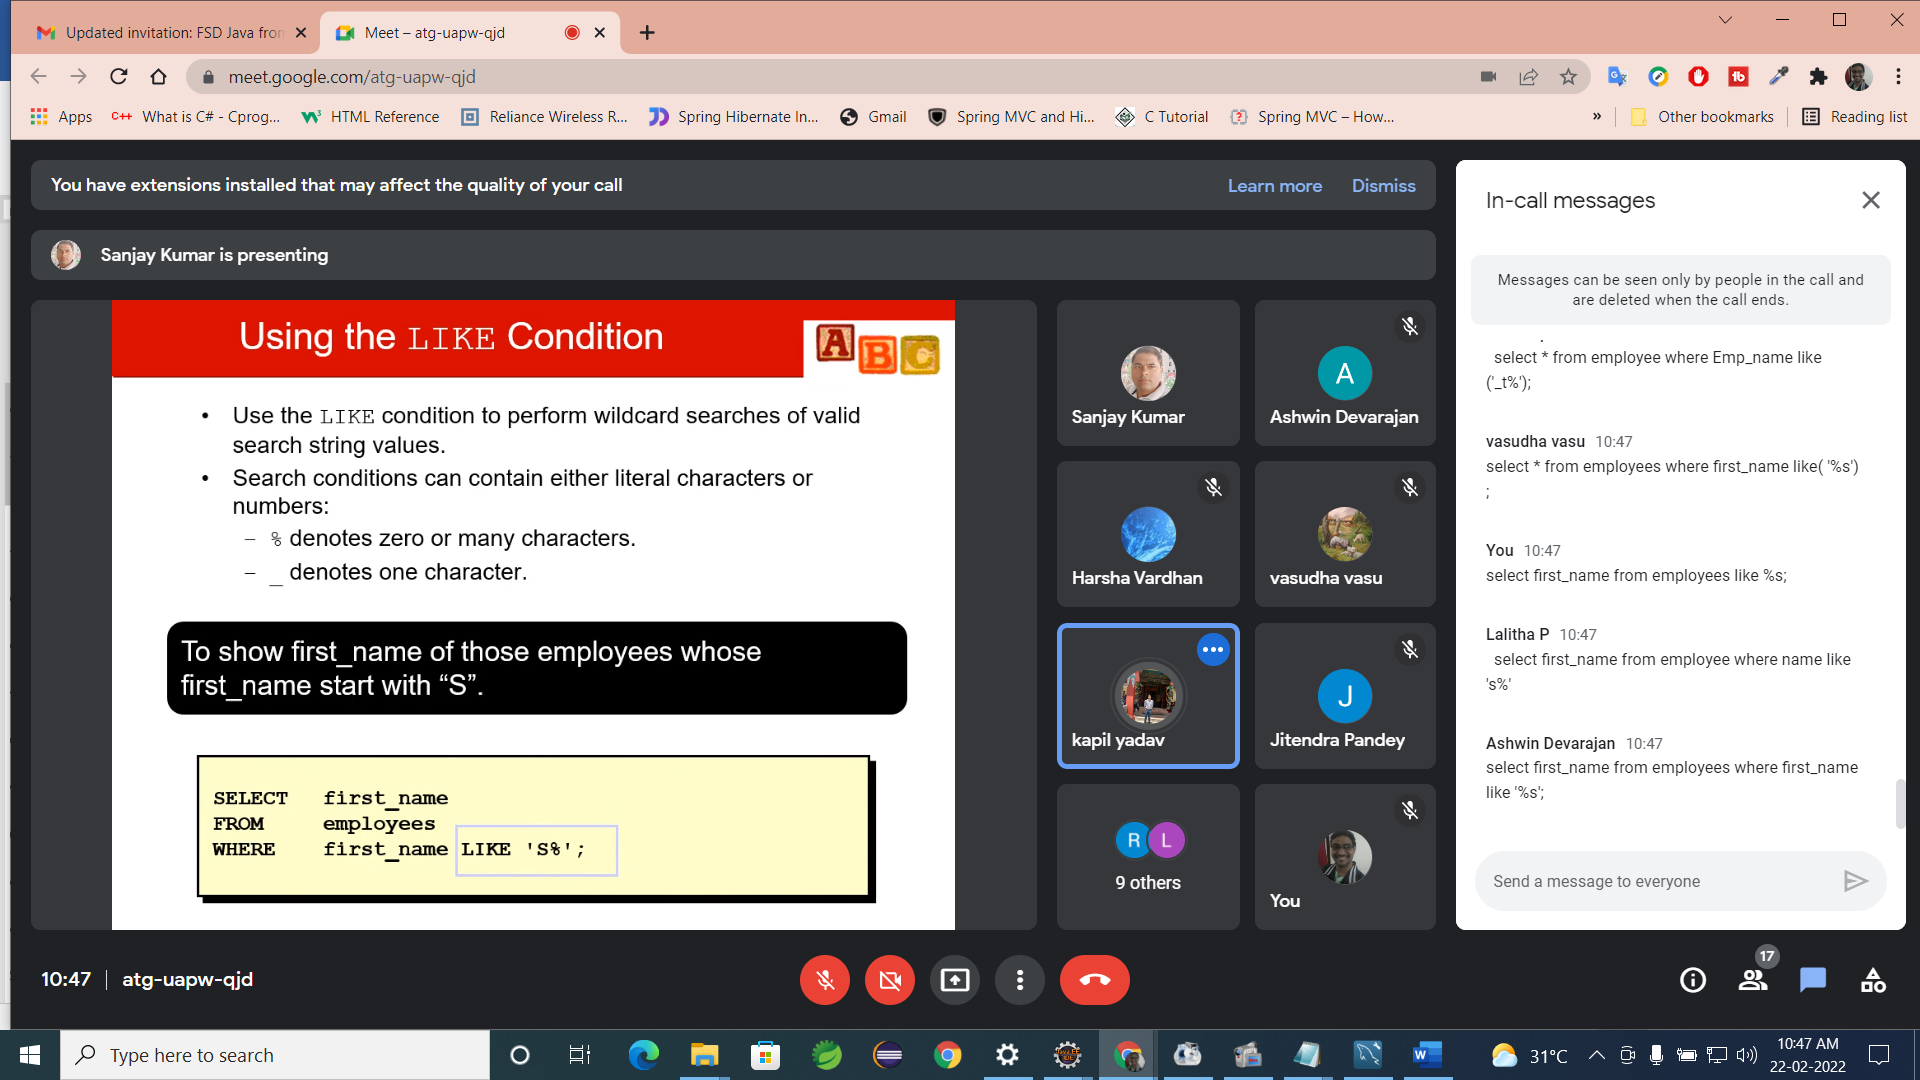 Updated invitation: FSD Java fron
Meet – atg-uapw-qjd
meet.google.com/atg-uapw-qjd
Apps
What is C# - Cprog...
HTML Reference
Reliance Wireless R...
Spring Hibernate In...
Gmail
Spring MVC and Hi...
C Tutorial
Spring MVC – How...
»
Other bookmarks
Reading list
You have extensions installed that may affect the quality of your call
Learn more
Dismiss
Sanjay Kumar is presenting
Using the LIKE Condition
A B C
• Use the LIKE condition to perform wildcard searches of valid
search string values.
• Search conditions can contain either literal characters or
numbers:
– % denotes zero or many characters.
– _ denotes one character.
To show first_name of those employees whose
first_name start with “S”.
SELECT first_name
FROM employees
WHERE first_name LIKE 'S%';
Sanjay Kumar
A
Ashwin Devarajan
Harsha Vardhan
vasudha vasu
kapil yadav
J
Jitendra Pandey
R L
9 others
You
In-call messages
Messages can be seen only by people in the call and
are deleted when the call ends.
select * from employee where Emp_name like
('_t%');
vasudha vasu 10:47
select * from employees where first_name like( '%s')
;
You 10:47
select first_name from employees like %s;
Lalitha P 10:47
select first_name from employee where name like
's%'
Ashwin Devarajan 10:47
select first_name from employees where first_name
like '%s';
Send a message to everyone
10:47 | atg-uapw-qjd
17
Type here to search
31°C
10:47 AM
22-02-2022